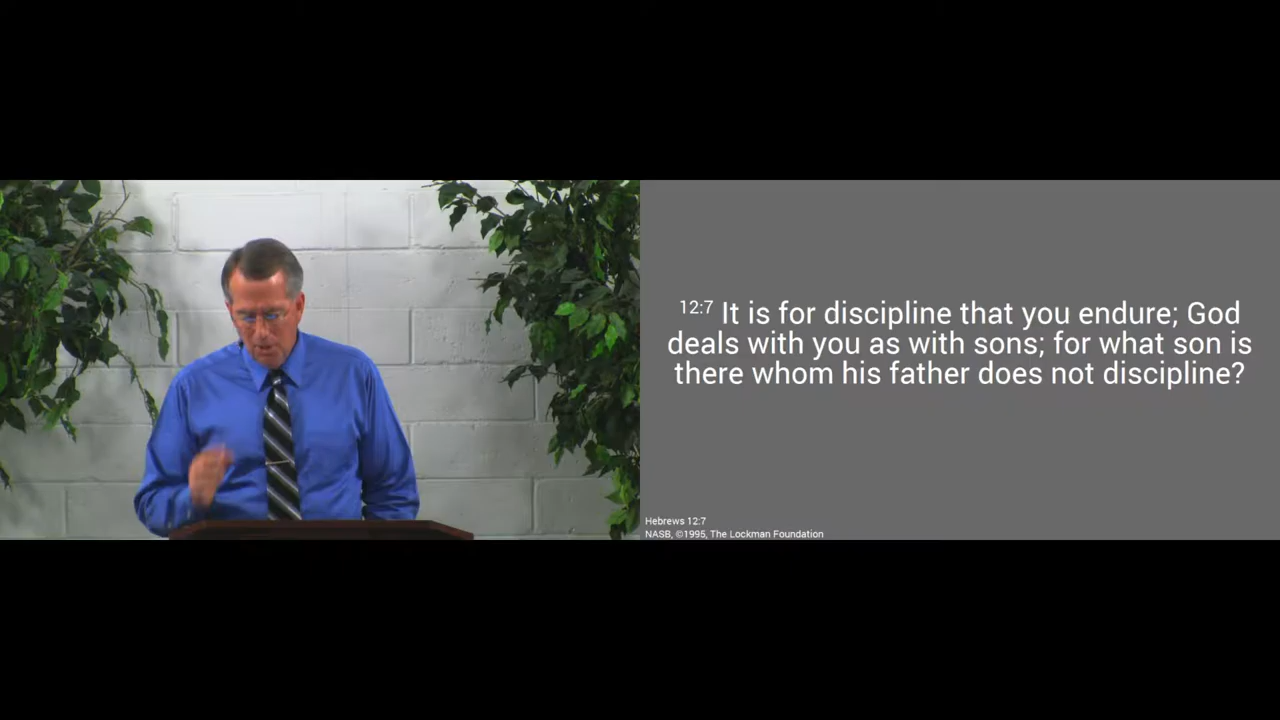 12:7 It is for discipline that you endure; God
deals with you as with sons; for what son is
there whom his father does not discipline?
Hebrews 12:7
NASB, ©1995, The Lockman Foundation